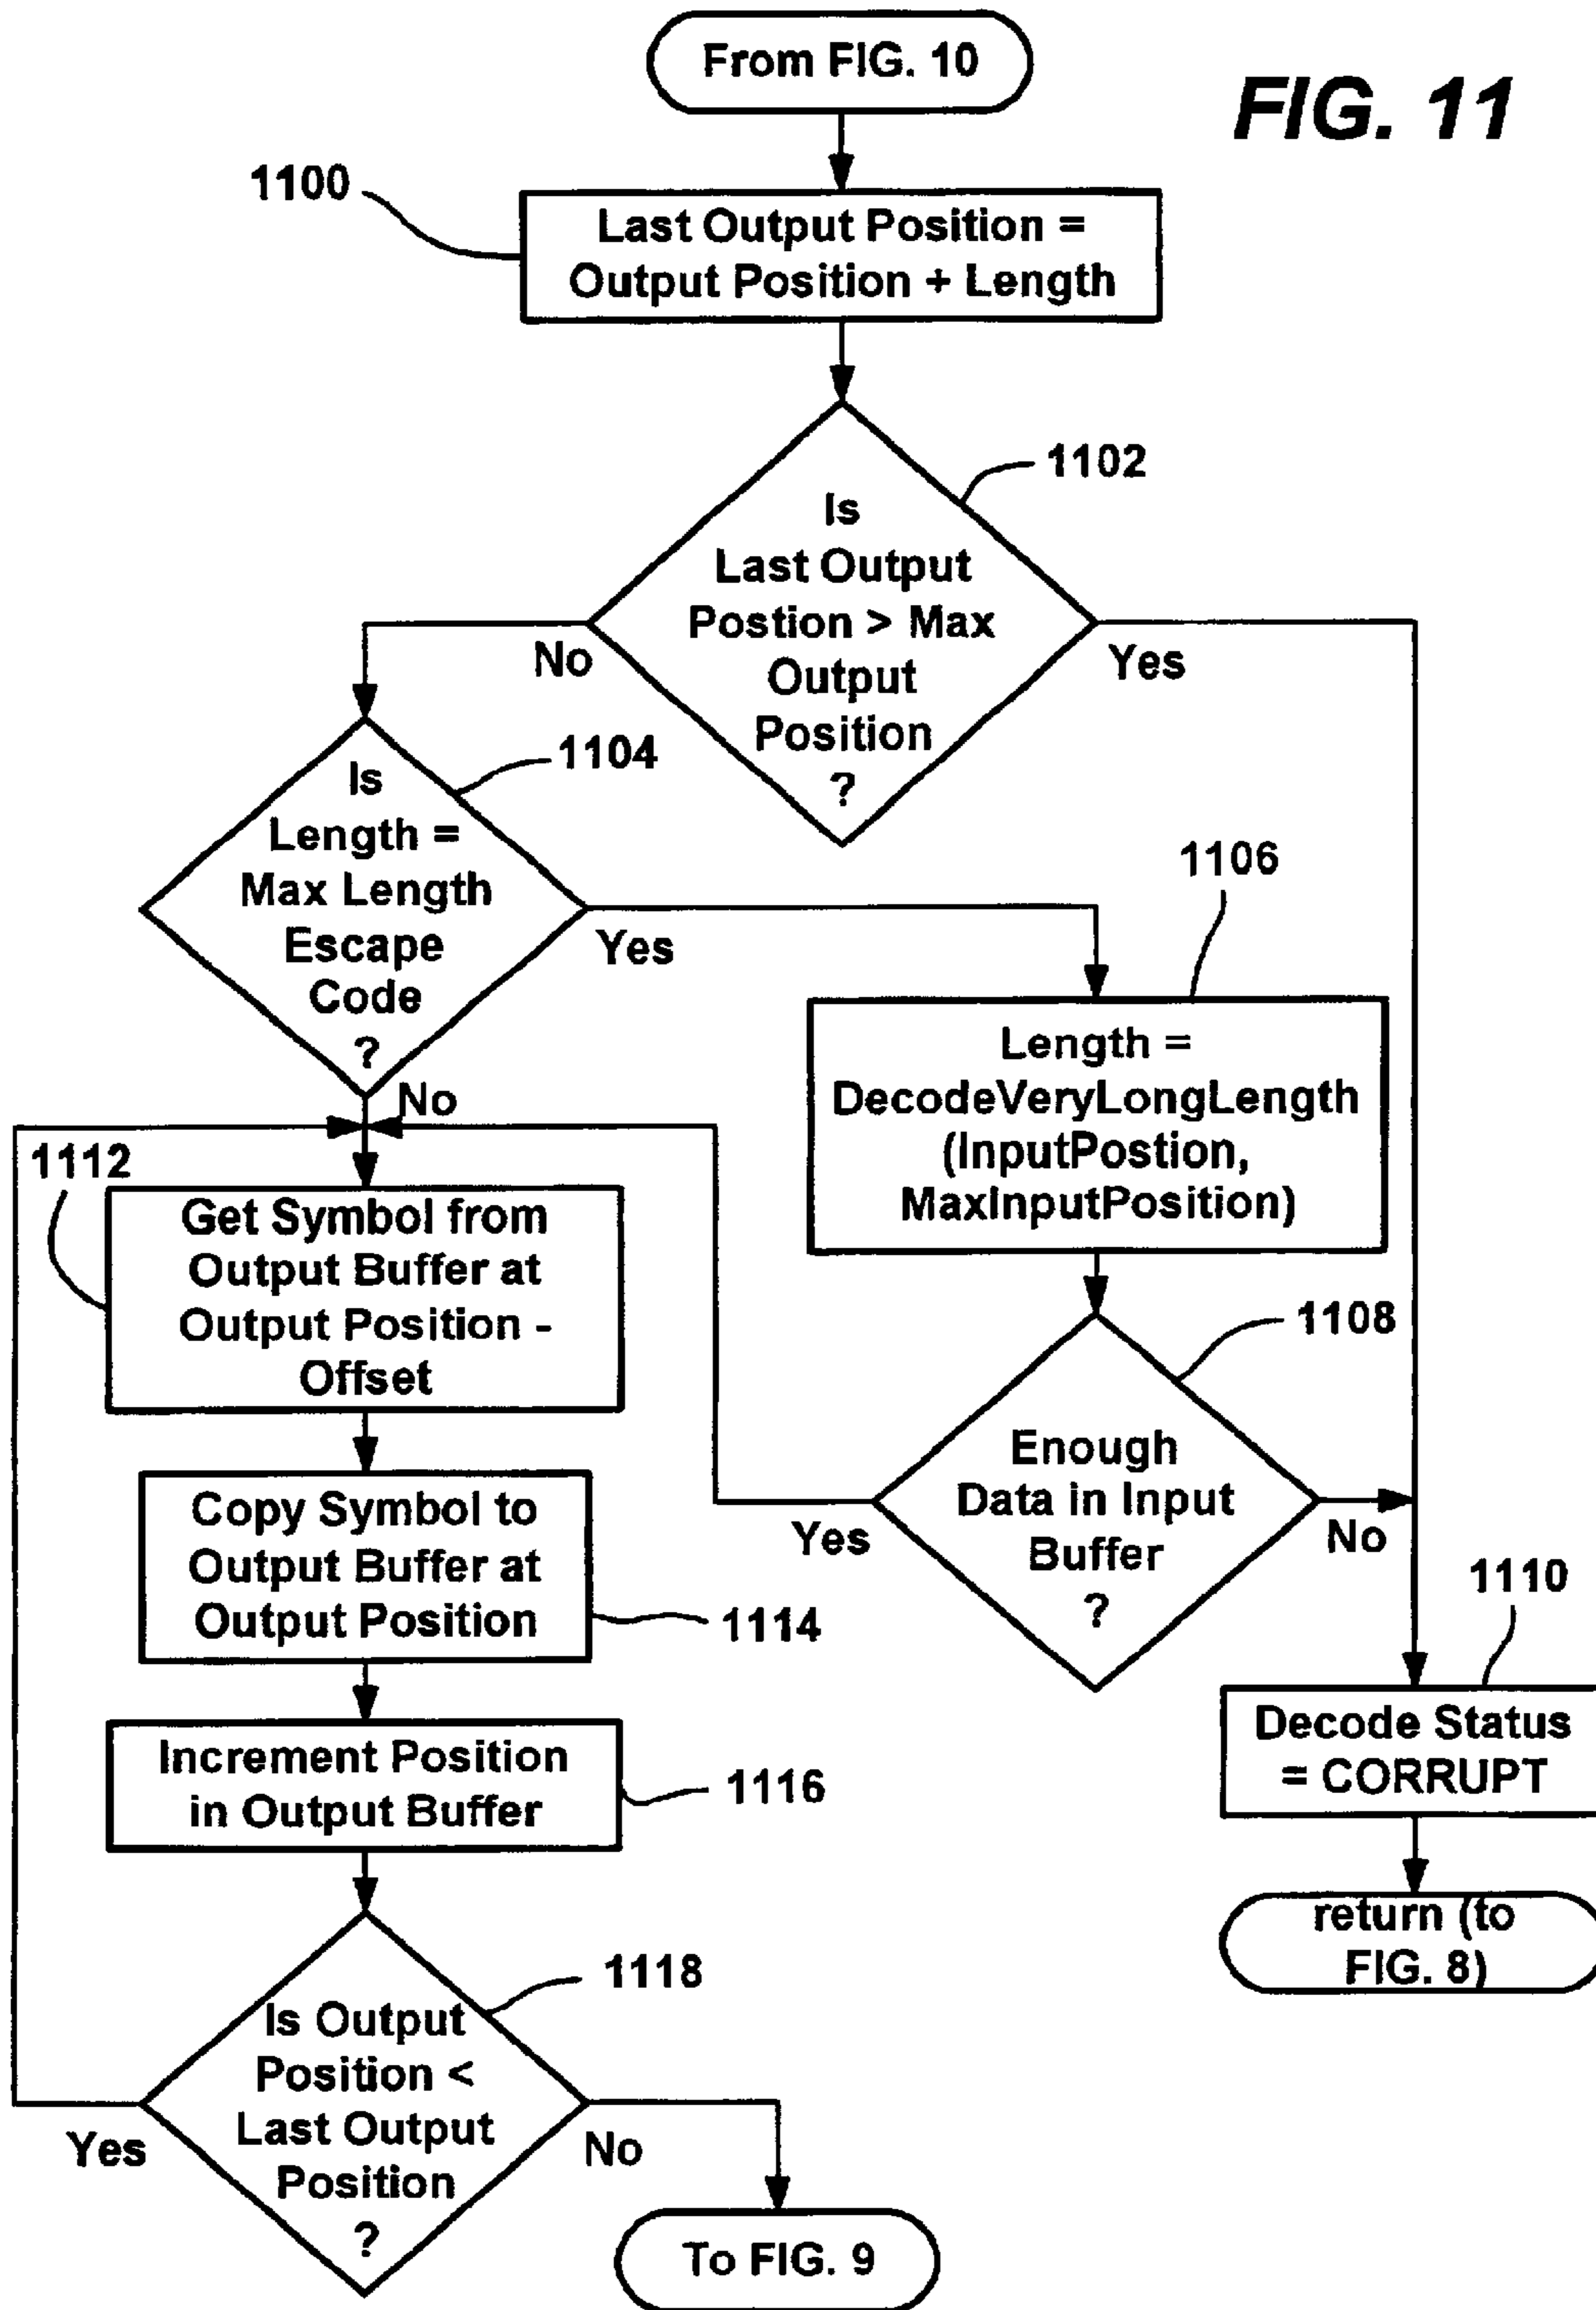 From FIG. 10
FIG. 11
1100
Last Output Position =
Output Position + Length
1102
Is
Last Output
Postion > Max
Output
Position
?
No
Yes
1104
Is
Length =
Max Length
Escape
Code
?
Yes
No
1106
Length =
DecodeVeryLongLength
(InputPostion,
MaxInputPosition)
1108
Enough
Data in Input
Buffer
?
Yes
No
1110
Decode Status
= CORRUPT
return (to
FIG. 8)
1112
Get Symbol from
Output Buffer at
Output Position -
Offset
Copy Symbol to
Output Buffer at
Output Position
1114
Increment Position
in Output Buffer
1116
1118
Is Output
Position <
Last Output
Position
?
Yes
No
To FIG. 9